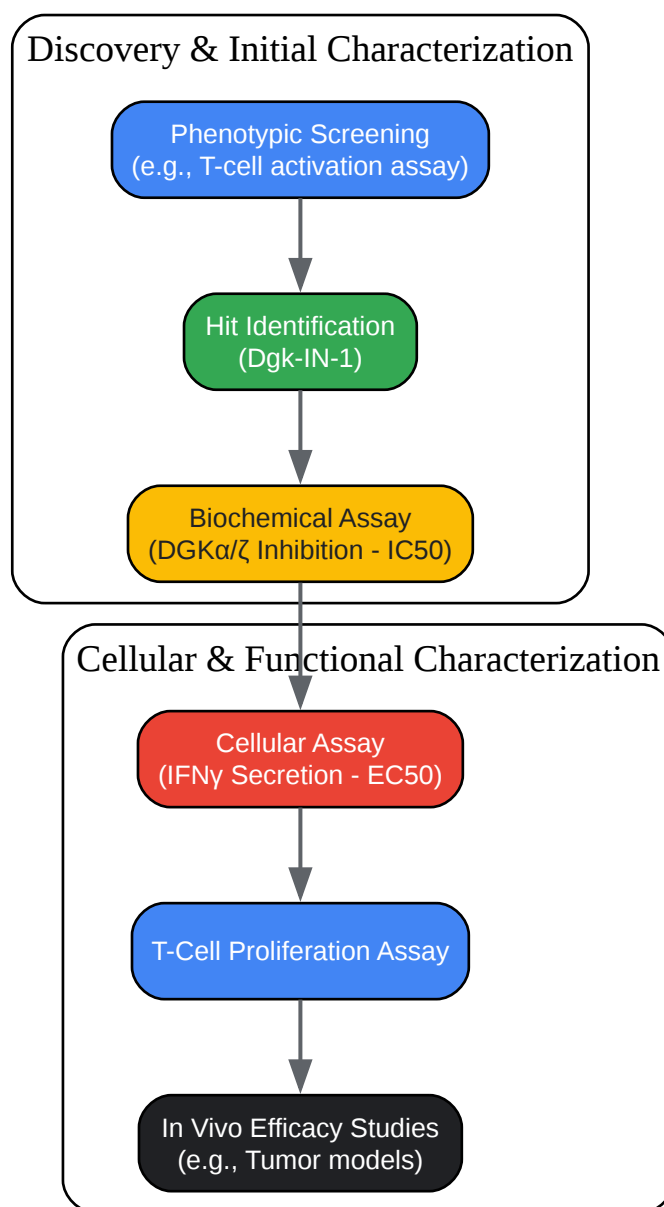 Discovery & Initial Characterization
Phenotypic Screening
(e.g., T-cell activation assay)
Hit Identification
(Dgk-IN-1)
Biochemical Assay
(DGKα/ζ Inhibition - IC50)
Cellular & Functional Characterization
Cellular Assay
(IFNγ Secretion - EC50)
T-Cell Proliferation Assay
In Vivo Efficacy Studies
(e.g., Tumor models)